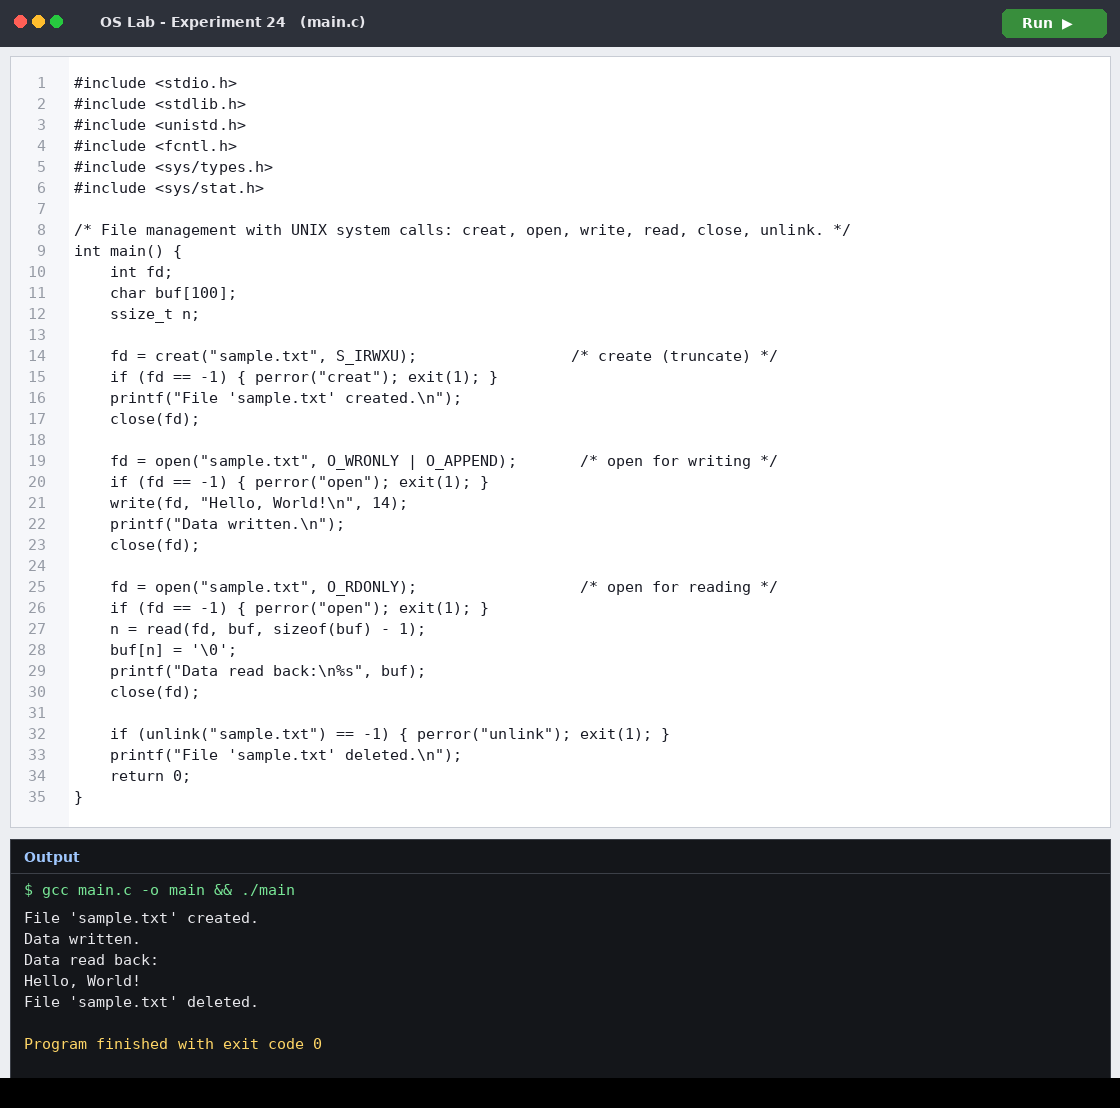 OS Lab - Experiment 24 (main.c)
Run ▶
1 #include <stdio.h>
2 #include <stdlib.h>
3 #include <unistd.h>
4 #include <fcntl.h>
5 #include <sys/types.h>
6 #include <sys/stat.h>
7
8 /* File management with UNIX system calls: creat, open, write, read, close, unlink. */
9 int main() {
10     int fd;
11     char buf[100];
12     ssize_t n;
13
14     fd = creat("sample.txt", S_IRWXU);                 /* create (truncate) */
15     if (fd == -1) { perror("creat"); exit(1); }
16     printf("File 'sample.txt' created.\n");
17     close(fd);
18
19     fd = open("sample.txt", O_WRONLY | O_APPEND);       /* open for writing */
20     if (fd == -1) { perror("open"); exit(1); }
21     write(fd, "Hello, World!\n", 14);
22     printf("Data written.\n");
23     close(fd);
24
25     fd = open("sample.txt", O_RDONLY);                  /* open for reading */
26     if (fd == -1) { perror("open"); exit(1); }
27     n = read(fd, buf, sizeof(buf) - 1);
28     buf[n] = '\0';
29     printf("Data read back:\n%s", buf);
30     close(fd);
31
32     if (unlink("sample.txt") == -1) { perror("unlink"); exit(1); }
33     printf("File 'sample.txt' deleted.\n");
34     return 0;
35 }
Output
$ gcc main.c -o main && ./main
File 'sample.txt' created.
Data written.
Data read back:
Hello, World!
File 'sample.txt' deleted.
Program finished with exit code 0